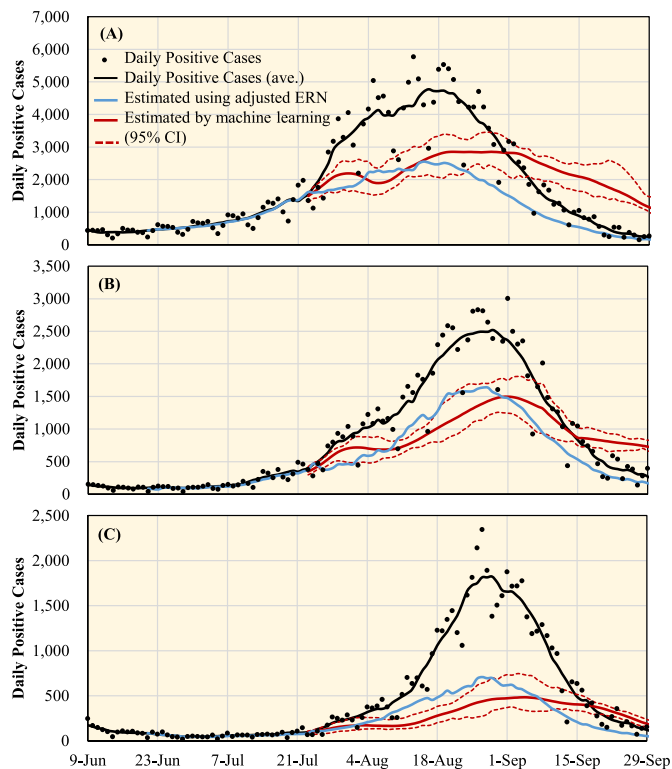 (A)
Daily Positive Cases
Daily Positive Cases (ave.)
Estimated using adjusted ERN
Estimated by machine learning
(95% CI)
Daily Positive Cases
7,000
6,000
5,000
4,000
3,000
2,000
1,000
0
(B)
Daily Positive Cases
3,500
3,000
2,500
2,000
1,500
1,000
500
0
(C)
Daily Positive Cases
2,500
2,000
1,500
1,000
500
0
9-Jun 23-Jun 7-Jul 21-Jul 4-Aug 18-Aug 1-Sep 15-Sep 29-Sep